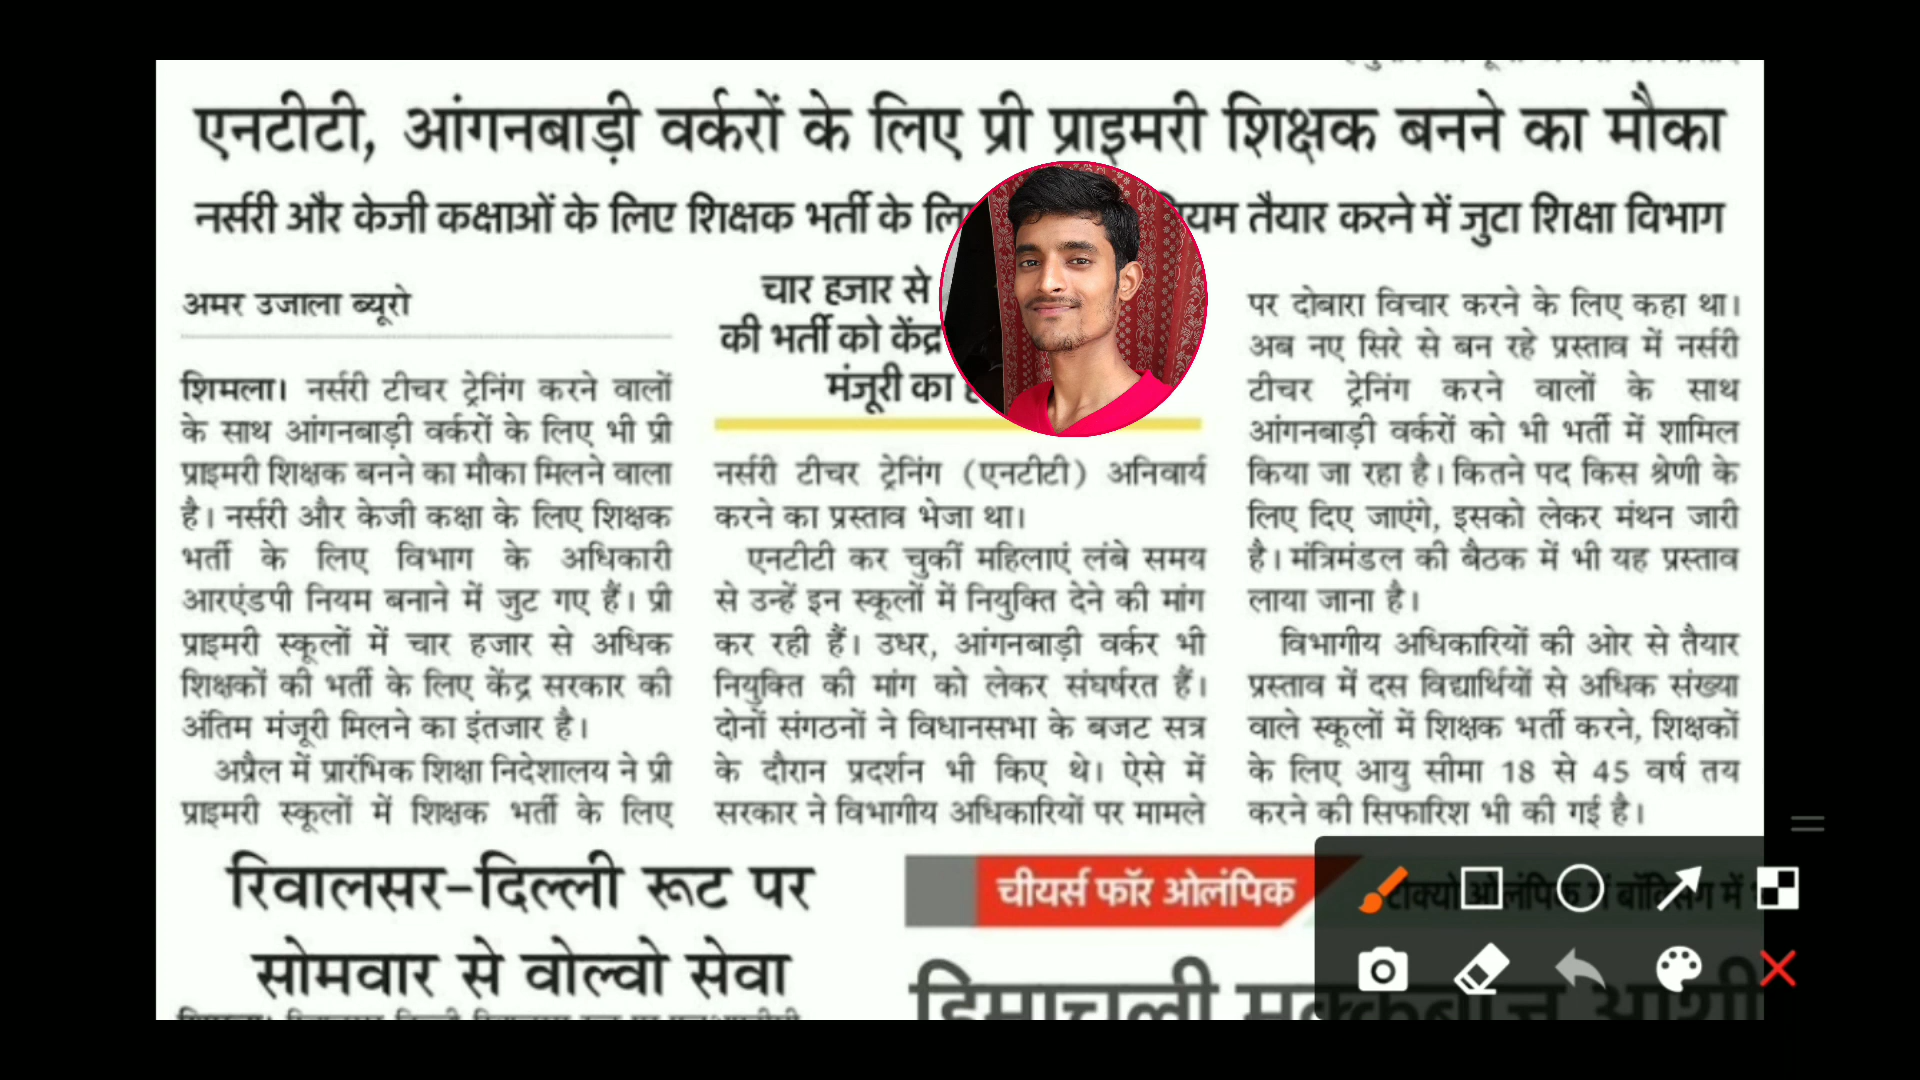 एनटीटी, आंगनबाड़ी वर्करों के लिए प्री प्राइमरी शिक्षक बनने का मौका
नर्सरी और केजी कक्षाओं के लिए शिक्षक भर्ती के तैयार करने में जुटा शिक्षा विभाग
अमर उजाला ब्यूरो
शिमला। नर्सरी टीचर ट्रेनिंग करने वालों
के साथ आंगनबाड़ी वर्करों के लिए भी प्री
प्राइमरी शिक्षक बनने का मौका मिलने वाला
है। नर्सरी और केजी कक्षा के लिए शिक्षक
भर्ती के लिए विभाग के अधिकारी
आरएंडपी नियम बनाने में जुट गए हैं। प्री
प्राइमरी स्कूलों में चार हजार से अधिक
शिक्षकों की भर्ती के लिए केंद्र सरकार की
अंतिम मंजूरी मिलने का इंतजार है।
अप्रैल में प्रारंभिक शिक्षा निदेशालय ने प्री
प्राइमरी स्कूलों में शिक्षक भर्ती के लिए
चार हजार से
की भर्ती को केंद्र
मंजूरी का
नर्सरी टीचर ट्रेनिंग (एनटीटी) अनिवार्य
करने का प्रस्ताव भेजा था।
एनटीटी कर चुकीं महिलाएं लंबे समय
से उन्हें इन स्कूलों में नियुक्ति देने की मांग
कर रही हैं। उधर, आंगनबाड़ी वर्कर भी
नियुक्ति की मांग को लेकर संघर्षरत हैं।
दोनों संगठनों ने विधानसभा के बजट सत्र
के दौरान प्रदर्शन भी किए थे। ऐसे में
सरकार ने विभागीय अधिकारियों पर मामले
पर दोबारा विचार करने के लिए कहा था।
अब नए सिरे से बन रहे प्रस्ताव में नर्सरी
टीचर ट्रेनिंग करने वालों के साथ
आंगनबाड़ी वर्करों को भी भर्ती में शामिल
किया जा रहा है। कितने पद किस श्रेणी के
लिए दिए जाएंगे, इसको लेकर मंथन जारी
है। मंत्रिमंडल की बैठक में भी यह प्रस्ताव
लाया जाना है।
विभागीय अधिकारियों की ओर से तैयार
प्रस्ताव में दस विद्यार्थियों से अधिक संख्या
वाले स्कूलों में शिक्षक भर्ती करने, शिक्षकों
के लिए आयु सीमा 18 से 45 वर्ष तय
करने की सिफारिश भी की गई है।
रिवालसर-दिल्ली रूट पर
सोमवार से वोल्वो सेवा
चीयर्स फॉर ओलंपिक